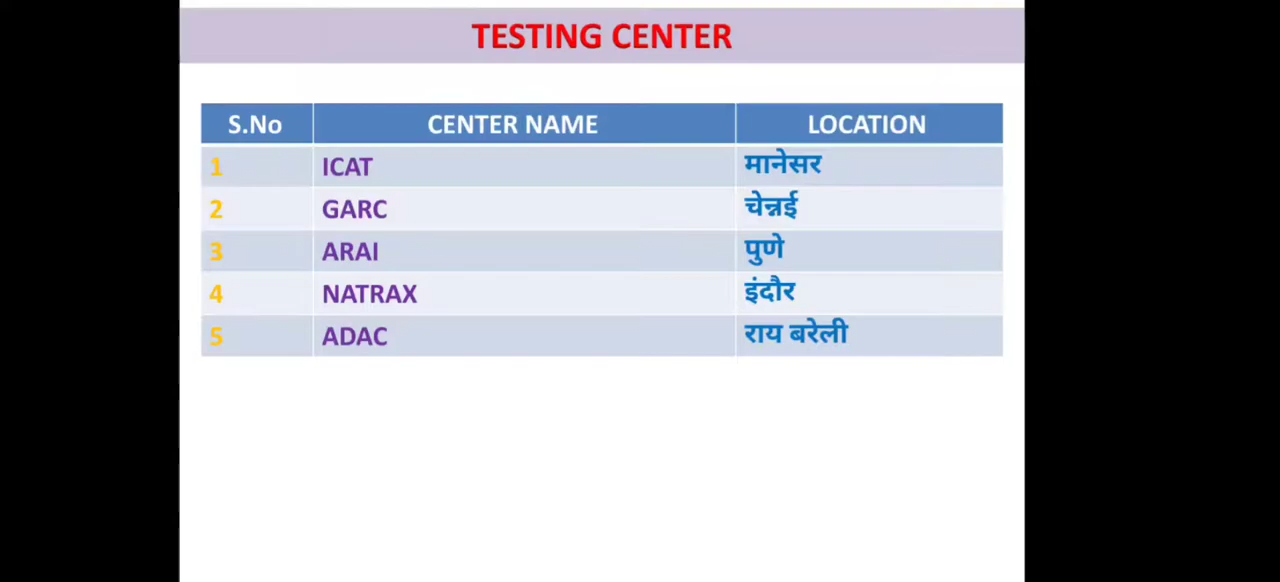 TESTING CENTER
S.No CENTER NAME LOCATION
1 ICAT मानेसर
2 GARC चेन्नई
3 ARAI पुणे
4 NATRAX इंदौर
5 ADAC राय बरेली